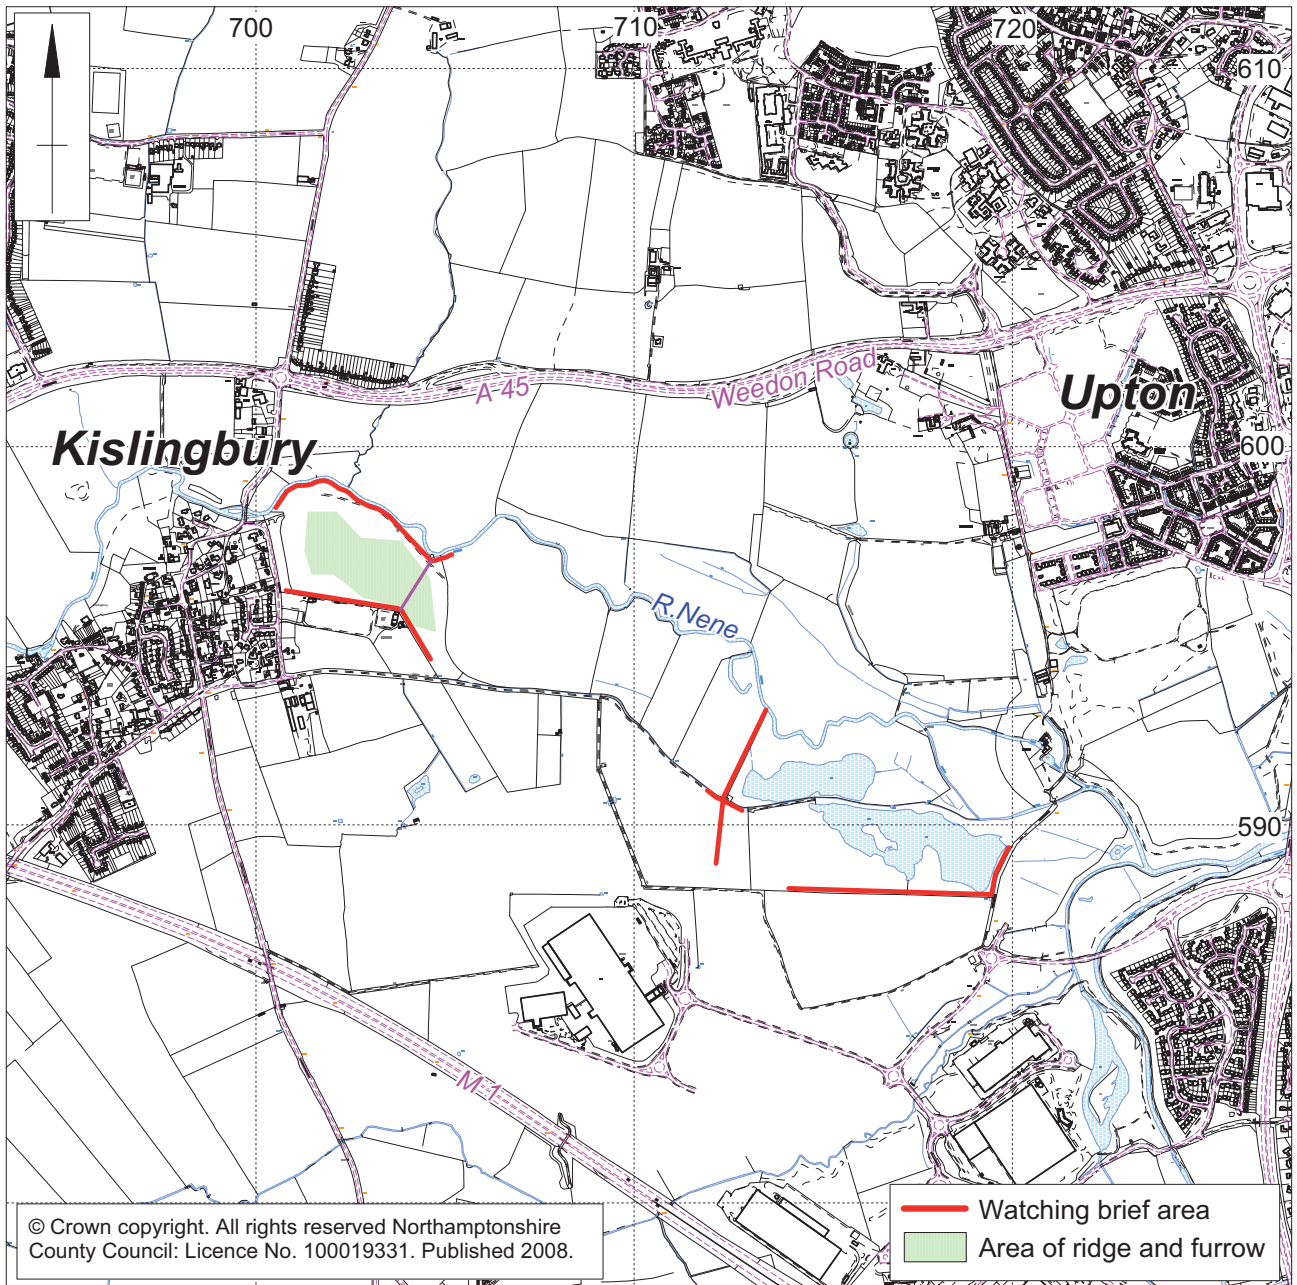 700
710
720
610
A 45
Weedon Road
Upton
Kislingbury
600
R.Nene
590
M 1
© Crown copyright. All rights reserved Northamptonshire
County Council: Licence No. 100019331. Published 2008.
Watching brief area
Area of ridge and furrow